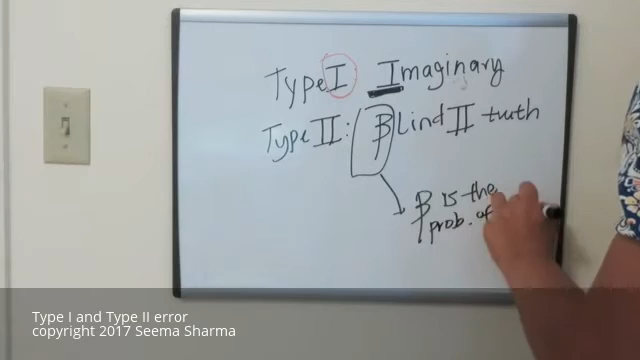 Type I Imaginary
Type II: βlind II truth
β is the
prob. of
Type I and Type II error
copyright 2017 Seema Sharma